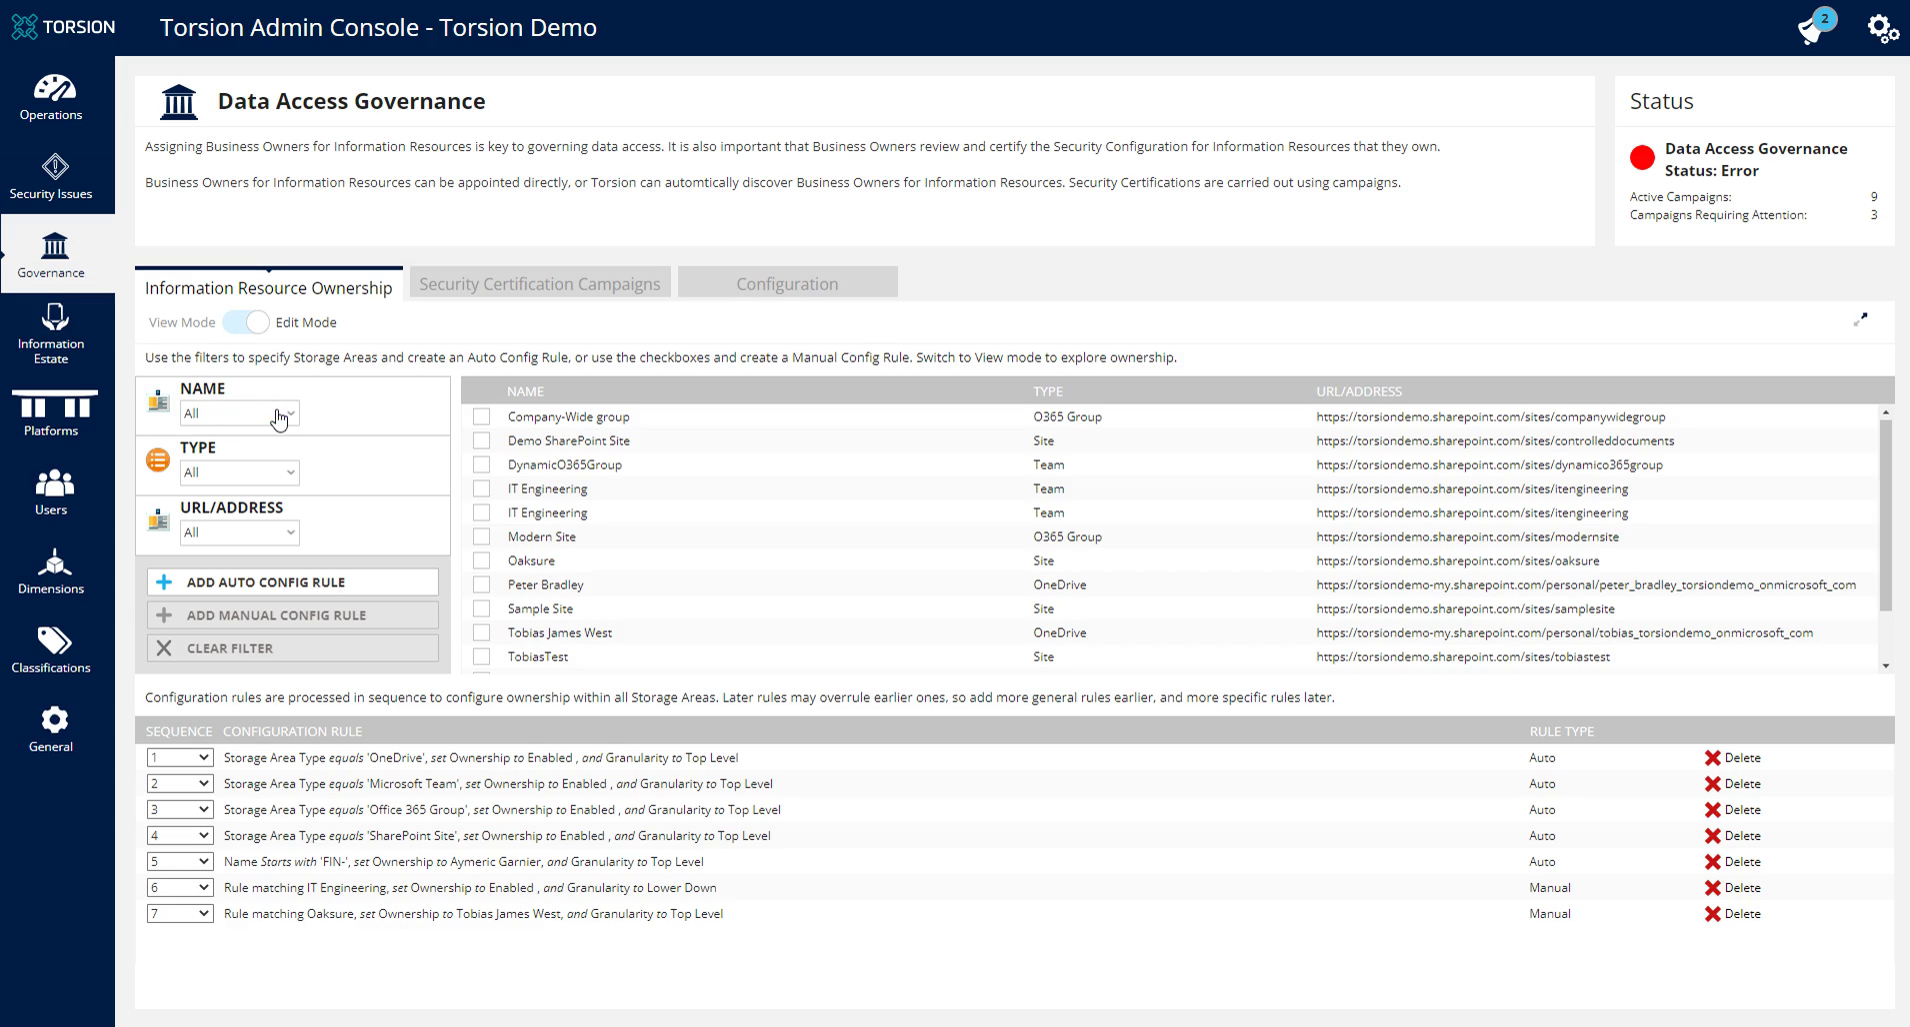 TORSION
Torsion Admin Console - Torsion Demo
2
Operations
Security Issues
Governance
Information
Estate
Platforms
Users
Dimensions
Classifications
General
Data Access Governance
Assigning Business Owners for Information Resources is key to governing data access. It is also important that Business Owners review and certify the Security Configuration for Information Resources that they own.
Business Owners for Information Resources can be appointed directly, or Torsion can automtically discover Business Owners for Information Resources. Security Certifications are carried out using campaigns.
Status
Data Access Governance
Status: Error
Active Campaigns: 9
Campaigns Requiring Attention: 3
Information Resource Ownership Security Certification Campaigns Configuration
View Mode Edit Mode
Use the filters to specify Storage Areas and create an Auto Config Rule, or use the checkboxes and create a Manual Config Rule. Switch to View mode to explore ownership.
NAME
All
TYPE
All
URL/ADDRESS
All
ADD AUTO CONFIG RULE
ADD MANUAL CONFIG RULE
CLEAR FILTER
NAME TYPE URL/ADDRESS
Company-Wide group O365 Group https://torsiondemo.sharepoint.com/sites/companywidegroup
Demo SharePoint Site Site https://torsiondemo.sharepoint.com/sites/controlleddocuments
DynamicO365Group Team https://torsiondemo.sharepoint.com/sites/dynamico365group
IT Engineering Team https://torsiondemo.sharepoint.com/sites/itengineering
IT Engineering Team https://torsiondemo.sharepoint.com/sites/itengineering
Modern Site O365 Group https://torsiondemo.sharepoint.com/sites/modernsite
Oaksure Site https://torsiondemo.sharepoint.com/sites/oaksure
Peter Bradley OneDrive https://torsiondemo-my.sharepoint.com/personal/peter_bradley_torsiondemo_onmicrosoft_com
Sample Site Site https://torsiondemo.sharepoint.com/sites/samplesite
Tobias James West OneDrive https://torsiondemo-my.sharepoint.com/personal/tobias_torsiondemo_onmicrosoft_com
TobiasTest Site https://torsiondemo.sharepoint.com/sites/tobiastest
Configuration rules are processed in sequence to configure ownership within all Storage Areas. Later rules may overrule earlier ones, so add more general rules earlier, and more specific rules later.
SEQUENCE CONFIGURATION RULE RULE TYPE
1 Storage Area Type equals 'OneDrive', set Ownership to Enabled , and Granularity to Top Level Auto Delete
2 Storage Area Type equals 'Microsoft Team', set Ownership to Enabled , and Granularity to Top Level Auto Delete
3 Storage Area Type equals 'Office 365 Group', set Ownership to Enabled , and Granularity to Top Level Auto Delete
4 Storage Area Type equals 'SharePoint Site', set Ownership to Enabled , and Granularity to Top Level Auto Delete
5 Name Starts with 'FIN-', set Ownership to Aymeric Garnier, and Granularity to Top Level Auto Delete
6 Rule matching IT Engineering, set Ownership to Enabled , and Granularity to Lower Down Manual Delete
7 Rule matching Oaksure, set Ownership to Tobias James West, and Granularity to Top Level Manual Delete